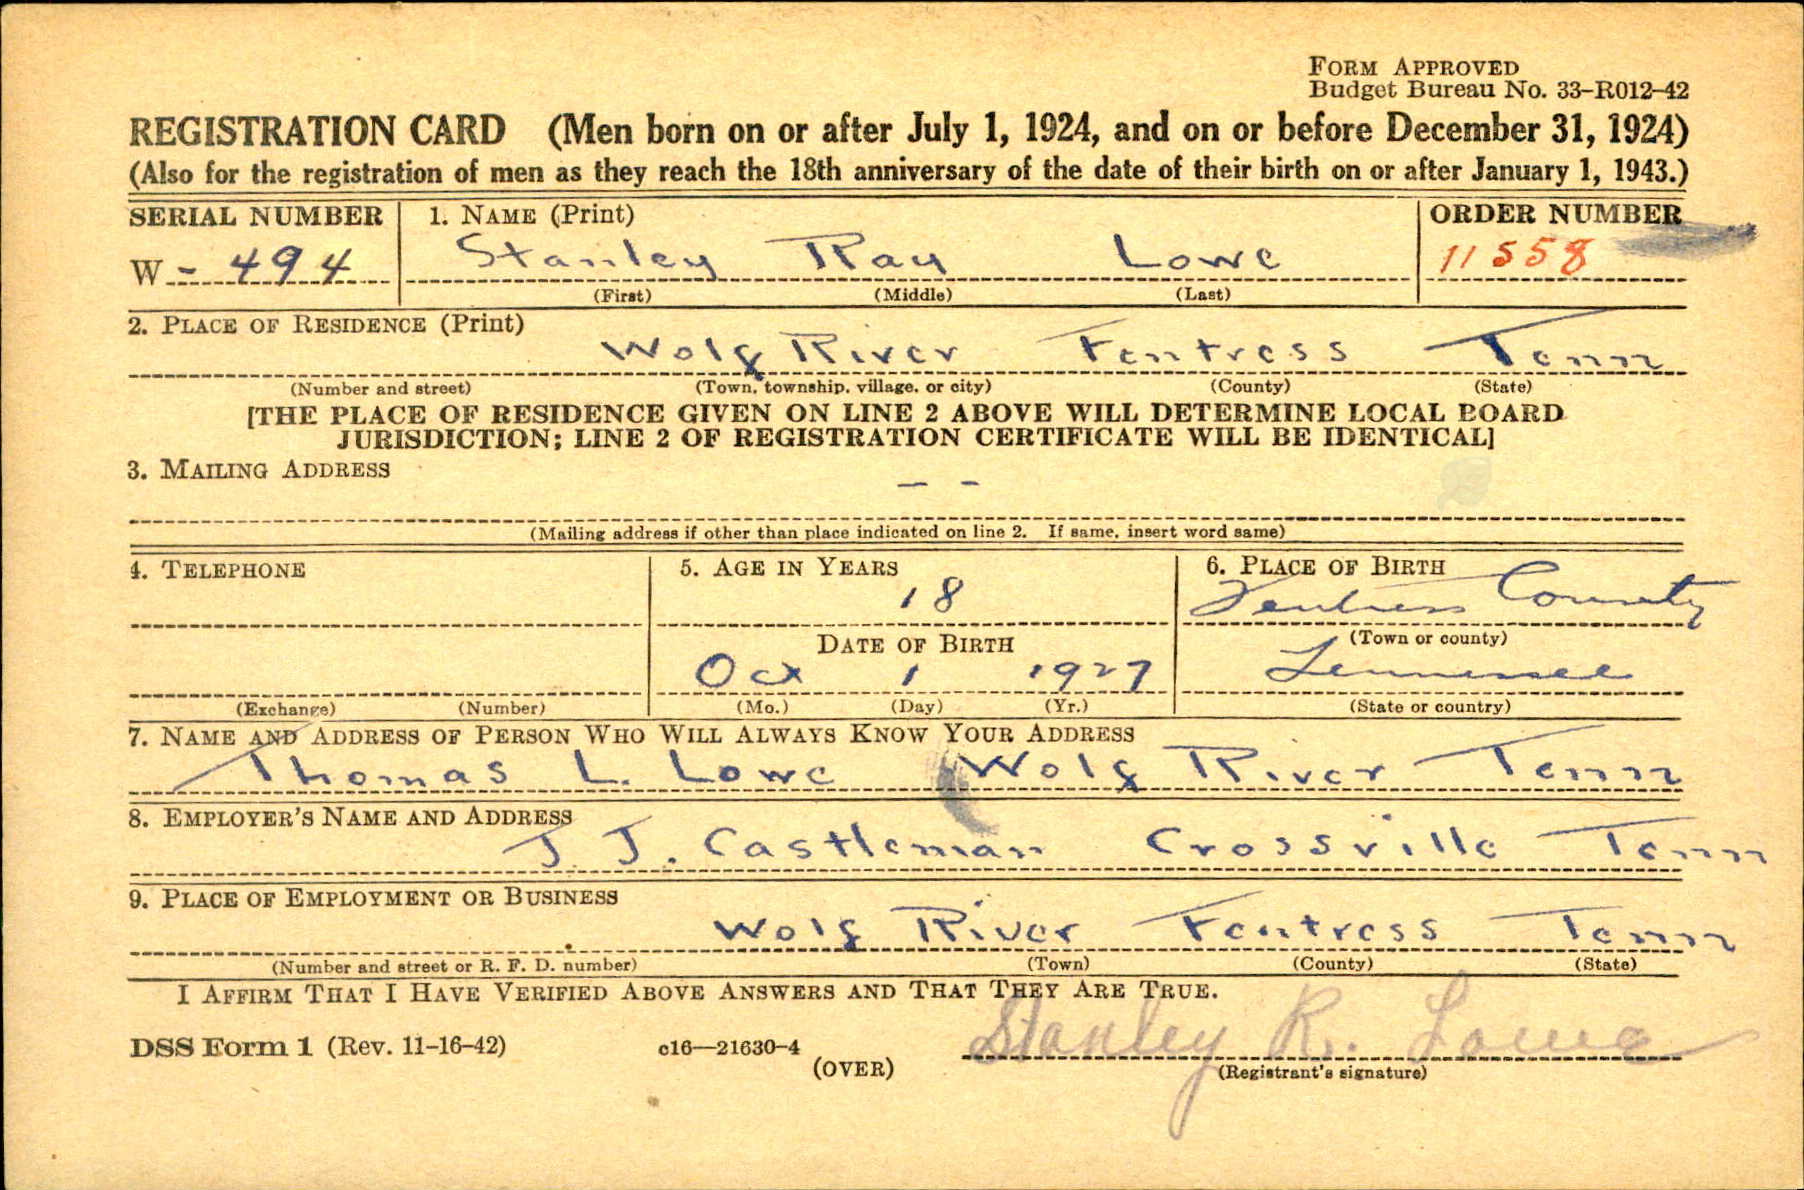 FORM APPROVED
Budget Bureau No. 33–R012–42
REGISTRATION CARD (Men born on or after July 1, 1924, and on or before December 31, 1924)
(Also for the registration of men as they reach the 18th anniversary of the date of their birth on or after January 1, 1943.)
SERIAL NUMBER 1. NAME (Print) ORDER NUMBER
W - 494 Stanley Ray Lowe 11558
(First) (Middle) (Last)
2. PLACE OF RESIDENCE (Print)
Wolf River Fentress Tenn
(Number and street) (Town, township, village, or city) (County) (State)
[THE PLACE OF RESIDENCE GIVEN ON LINE 2 ABOVE WILL DETERMINE LOCAL BOARD
JURISDICTION; LINE 2 OF REGISTRATION CERTIFICATE WILL BE IDENTICAL]
3. MAILING ADDRESS
– –
(Mailing address if other than place indicated on line 2. If same, insert word same)
4. TELEPHONE 5. AGE IN YEARS 6. PLACE OF BIRTH
18 Fentress County
DATE OF BIRTH (Town or county)
Oct 1 1927 Tennessee
(Exchange) (Number) (Mo.) (Day) (Yr.) (State or country)
7. NAME AND ADDRESS OF PERSON WHO WILL ALWAYS KNOW YOUR ADDRESS
Thomas L. Lowe Wolf River Tenn
8. EMPLOYER'S NAME AND ADDRESS
J. J. Castleman Crossville Tenn
9. PLACE OF EMPLOYMENT OR BUSINESS
Wolf River Fentress Tenn
(Number and street or R. F. D. number) (Town) (County) (State)
I AFFIRM THAT I HAVE VERIFIED ABOVE ANSWERS AND THAT THEY ARE TRUE.
DSS Form 1 (Rev. 11–16–42) c16—21630–4 Stanley R. Lowe
(OVER) (Registrant's signature)